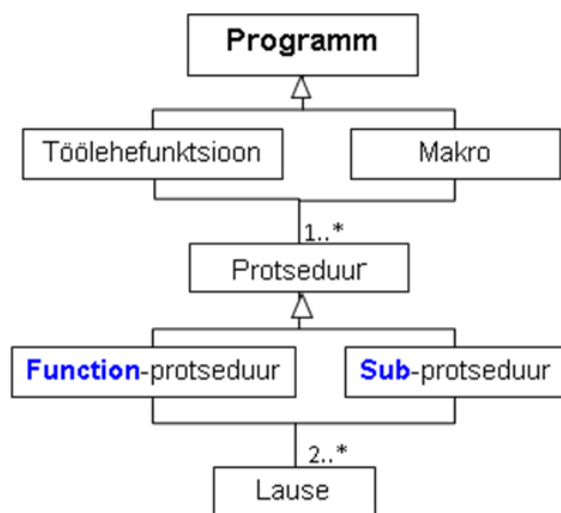 Programm
Töölehefunktsioon
Makro
1..*
Protseduur
Function-protseduur
Sub-protseduur
2..*
Lause